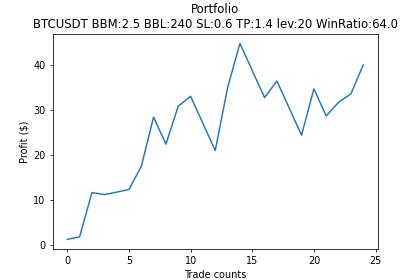 Portfolio
BTCUSDT BBM:2.5 BBL:240 SL:0.6 TP:1.4 lev:20 WinRatio:64.0
40
30
20
10
0
Profit ($)
0 5 10 15 20 25
Trade counts